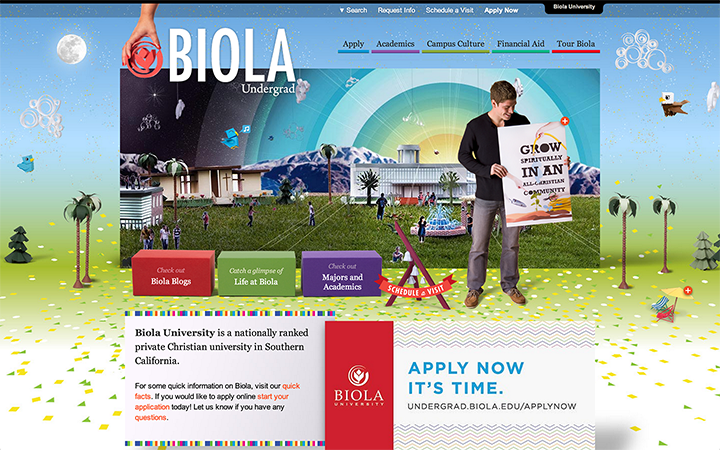 ▼ Search Request Info Schedule a Visit Apply Now
Biola University
BIOLA
Undergrad
Apply Academics Campus Culture Financial Aid Tour Biola
GROW
SPIRITUALLY
IN AN
ALL-CHRISTIAN
COMMUNITY
Check out
Biola Blogs
Catch a glimpse of
Life at Biola
Check out
Majors and
Academics
SCHEDULE a VISIT
Biola University is a nationally ranked
private Christian university in Southern
California.
For some quick information on Biola, visit our quick
facts. If you would like to apply online start your
application today! Let us know if you have any
questions.
BIOLA
UNIVERSITY
APPLY NOW
IT'S TIME.
UNDERGRAD.BIOLA.EDU/APPLYNOW